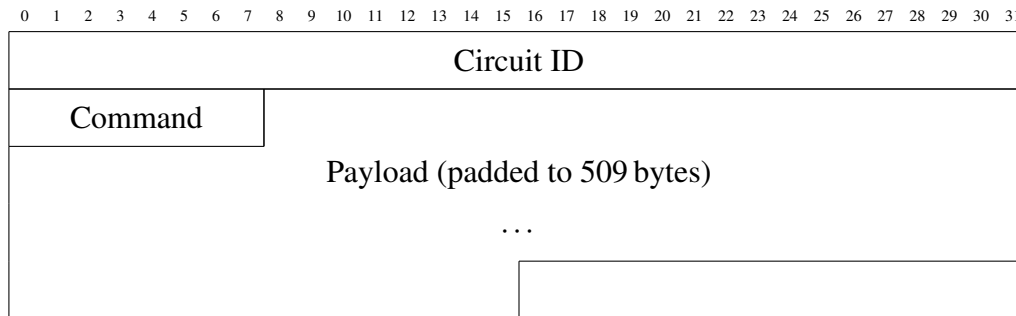 0 1 2 3 4 5 6 7 8 9 10 11 12 13 14 15 16 17 18 19 20 21 22 23 24 25 26 27 28 29 30 31
Circuit ID
Command
Payload (padded to 509 bytes)
...